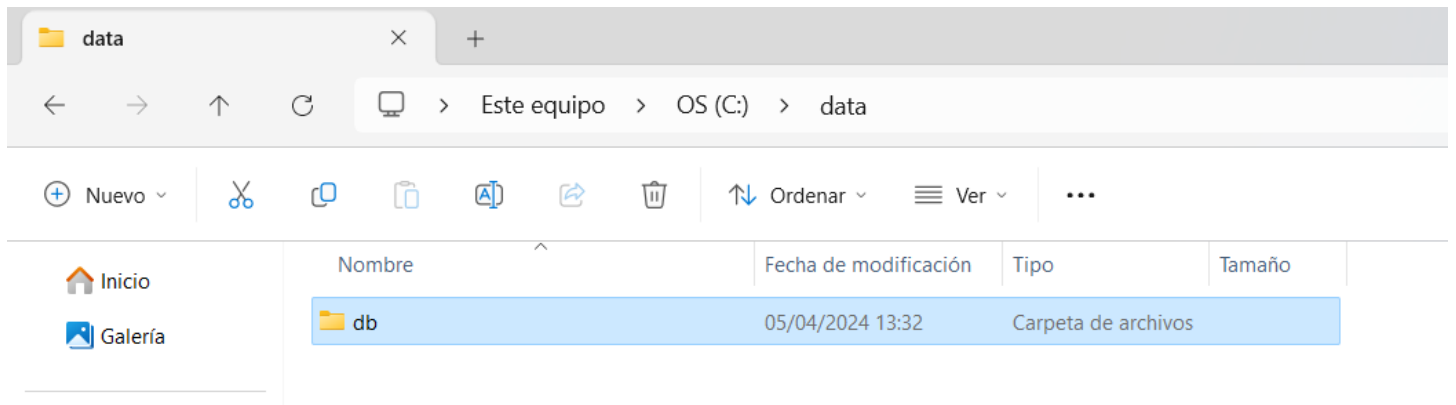 data
Este equipo > OS (C:) > data
Nuevo Ordenar Ver
Nombre Fecha de modificación Tipo Tamaño
Inicio
db 05/04/2024 13:32 Carpeta de archivos
Galería